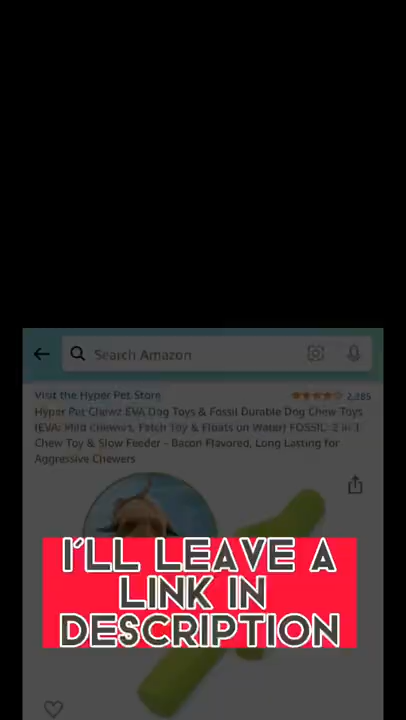 Search Amazon
Visit the Hyper Pet Store 2,285
Hyper Pet Chewz EVA Dog Toys & Fossil Durable Dog Chew Toys
(EVA: Mild Chewers, Fetch Toy & Floats on Water) FOSSIL: 2 in 1
Chew Toy & Slow Feeder - Bacon Flavored, Long Lasting for
Aggressive Chewers
I'LL LEAVE A
LINK IN
DESCRIPTION